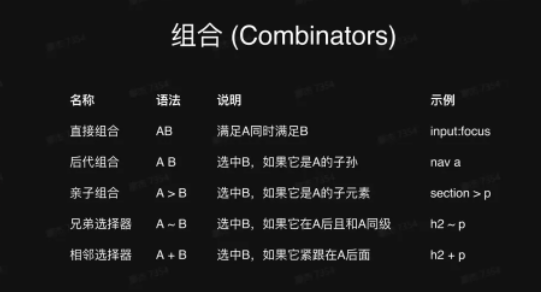 组合 (Combinators)
名称 语法 说明 示例
直接组合 AB 满足A同时满足B input:focus
后代组合 A B 选中B，如果它是A的子孙 nav a
亲子组合 A > B 选中B，如果它是A的子元素 section > p
兄弟选择器 A ~ B 选中B，如果它在A后且和A同级 h2 ~ p
相邻选择器 A + B 选中B，如果它紧跟在A后面 h2 + p